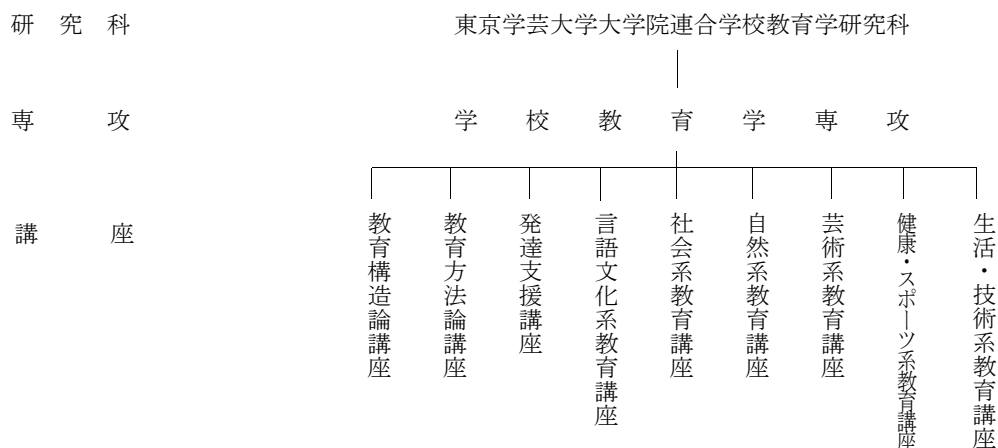 研究科 東京学芸大学大学院連合学校教育学研究科
専攻 学校教育学専攻
講座
教育構造論講座
教育方法論講座
発達支援講座
言語文化系教育講座
社会系教育講座
自然系教育講座
芸術系教育講座
健康・スポーツ系教育講座
生活・技術系教育講座